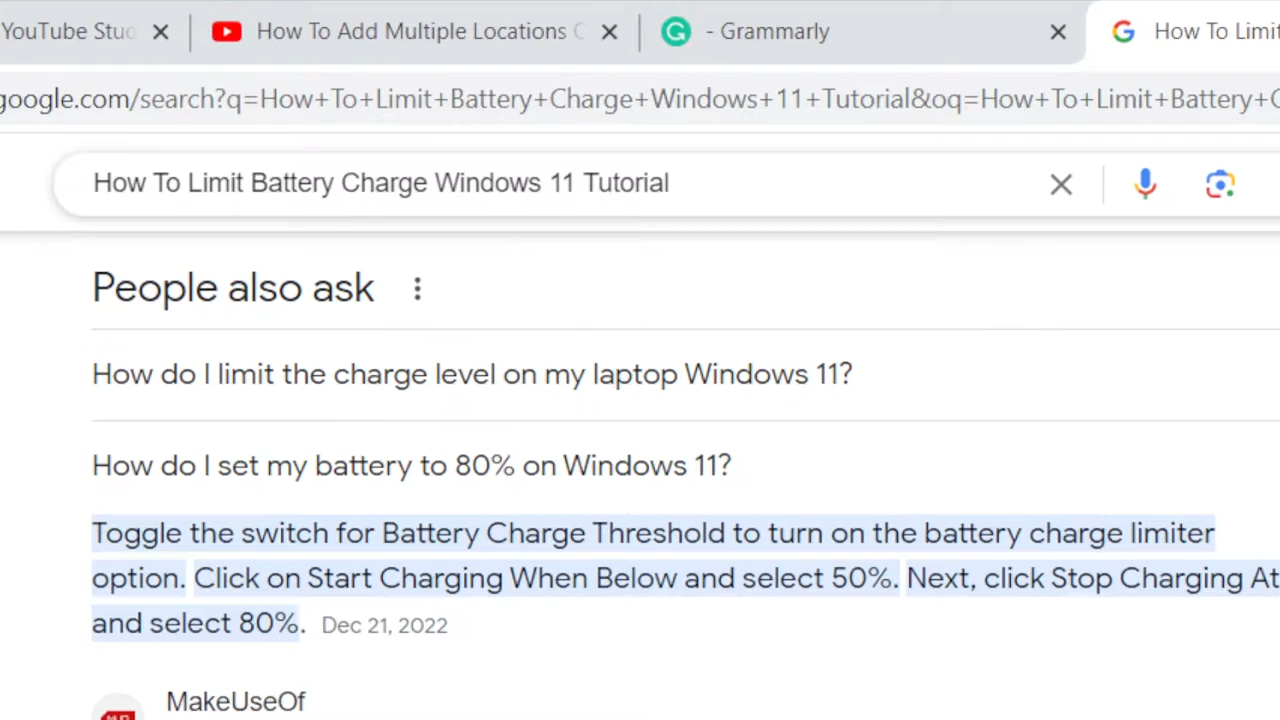 YouTube Stud
How To Add Multiple Locations
- Grammarly
How To Limit
google.com/search?q=How+To+Limit+Battery+Charge+Windows+11+Tutorial&oq=How+To+Limit+Battery+C
How To Limit Battery Charge Windows 11 Tutorial
People also ask
How do I limit the charge level on my laptop Windows 11?
How do I set my battery to 80% on Windows 11?
Toggle the switch for Battery Charge Threshold to turn on the battery charge limiter
option. Click on Start Charging When Below and select 50%. Next, click Stop Charging At
and select 80%. Dec 21, 2022
MakeUseOf